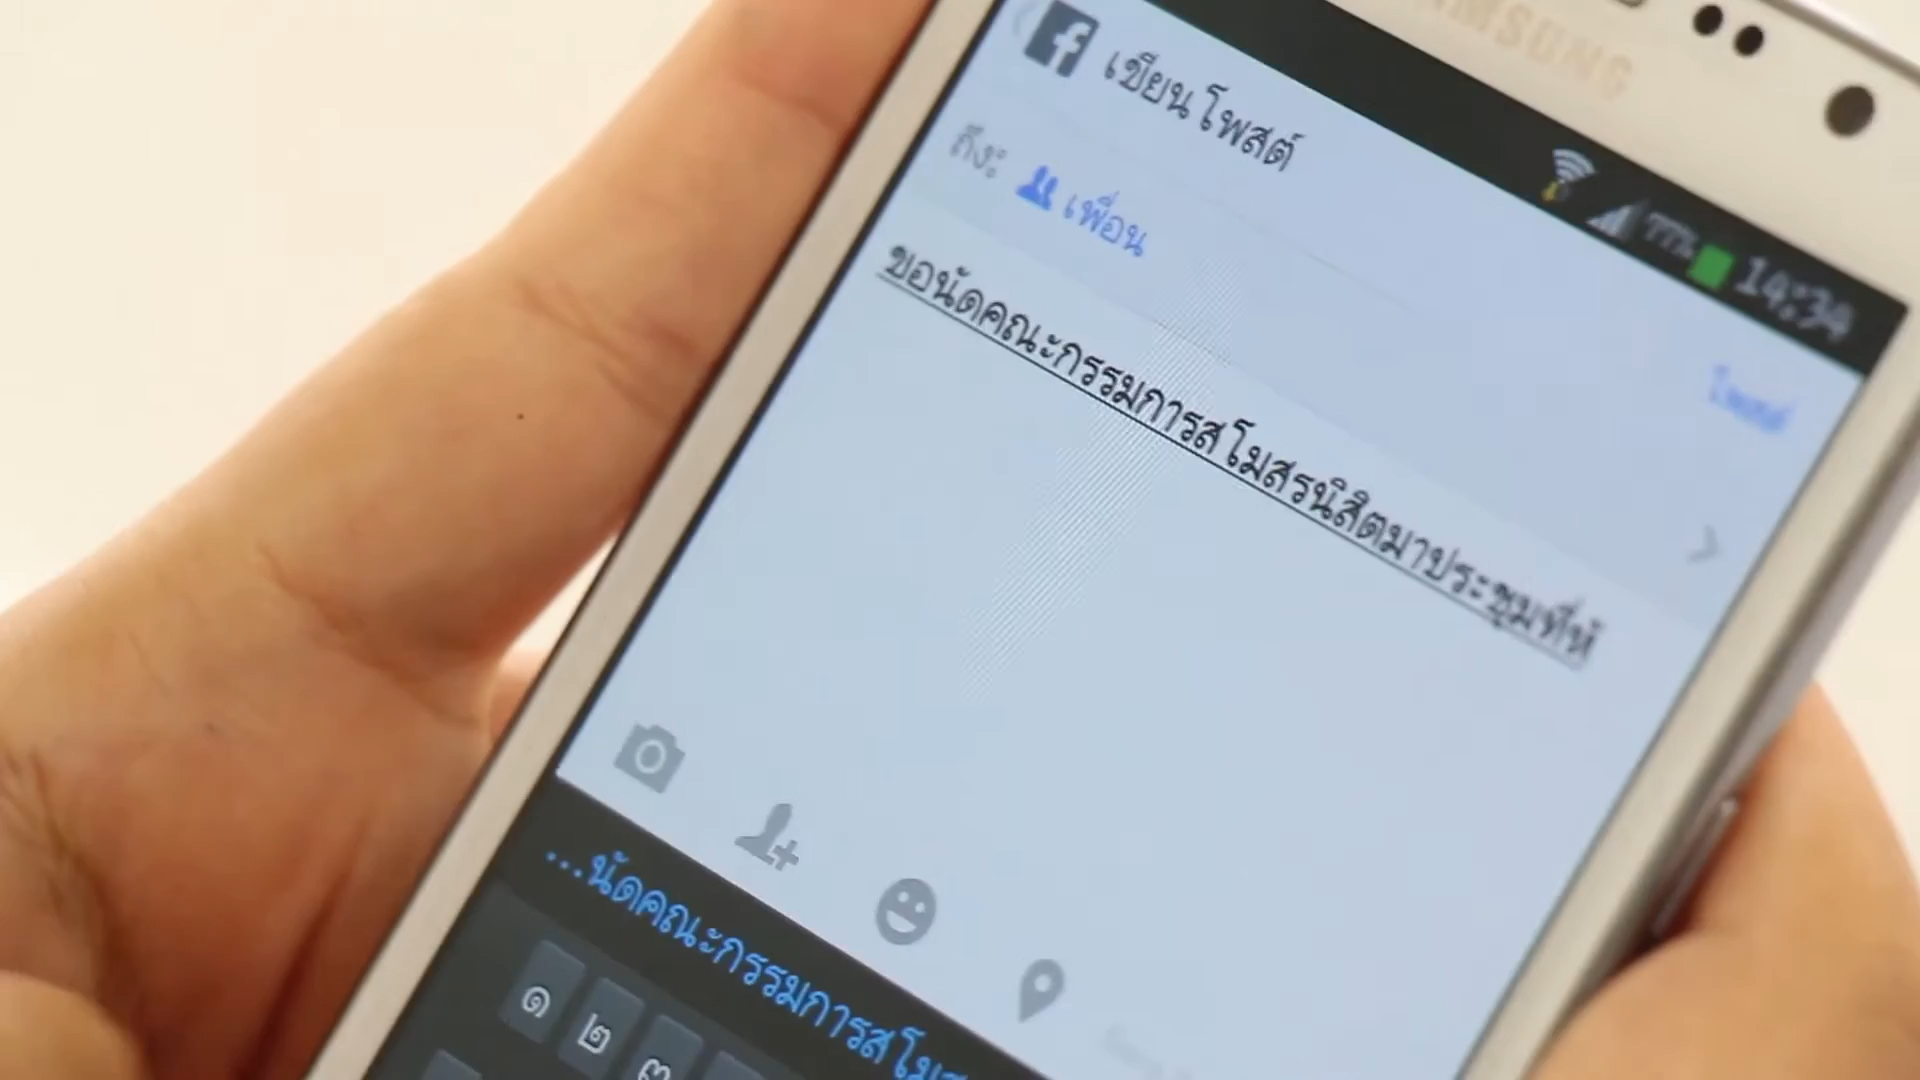 SAMSUNG
77% 14:34
เขียนโพสต์
ถึง: เพื่อน
โพสต์
ขอนัดคณะกรรมการสโมสรนิสิตมาประชุมที่ห้
...นัดคณะกรรมการสโมส
๑ ๒ ๓